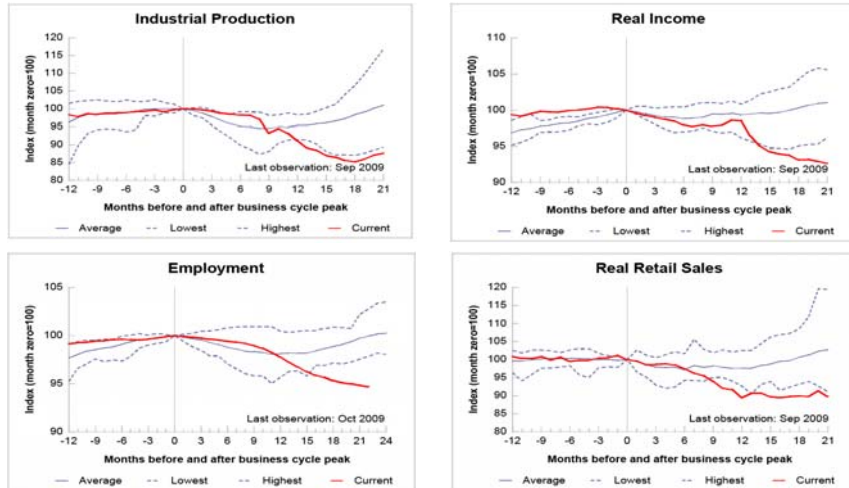 Industrial Production
Index (month zero=100)
120
115
110
105
100
95
90
85
80
Last observation: Sep 2009
-12 -9 -6 -3 0 3 6 9 12 15 18 21
Months before and after business cycle peak
Average Lowest Highest Current
Real Income
Index (month zero=100)
110
105
100
95
90
Last observation: Sep 2009
-12 -9 -6 -3 0 3 6 9 12 15 18 21
Months before and after business cycle peak
Average Lowest Highest Current
Employment
Index (month zero=100)
105
100
95
90
Last observation: Oct 2009
-12 -9 -6 -3 0 3 6 9 12 15 18 21 24
Months before and after business cycle peak
Average Lowest Highest Current
Real Retail Sales
Index (month zero=100)
120
115
110
105
100
95
90
85
80
Last observation: Sep 2009
-12 -9 -6 -3 0 3 6 9 12 15 18 21
Months before and after business cycle peak
Average Lowest Highest Current